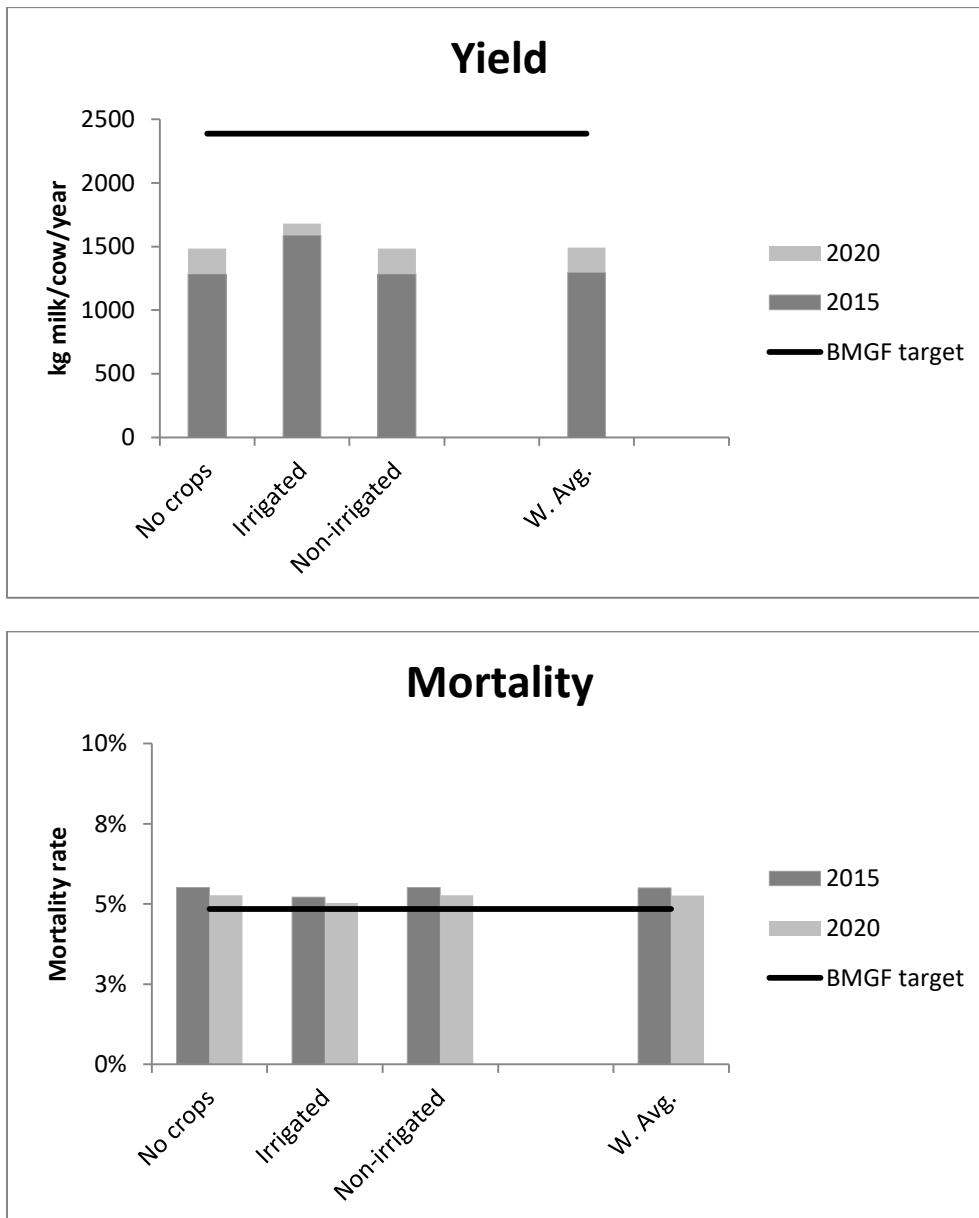 Yield
kg milk/cow/year
2500
2000
1500
1000
500
0
No crops
Irrigated
Non-irrigated
W. Avg.
2020
2015
BMGF target
Mortality
Mortality rate
10%
8%
5%
3%
0%
No crops
Irrigated
Non-irrigated
W. Avg.
2015
2020
BMGF target